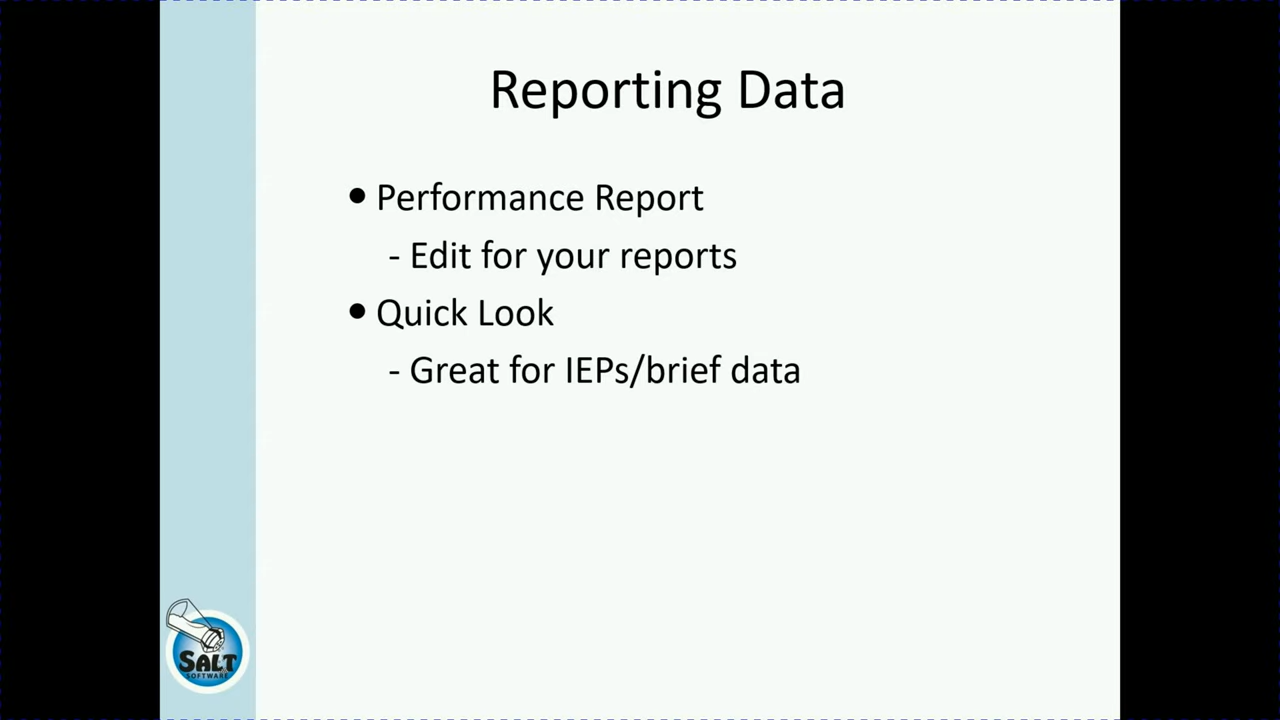 Reporting Data
• Performance Report
- Edit for your reports
• Quick Look
- Great for IEPs/brief data
SALT
SOFTWARE